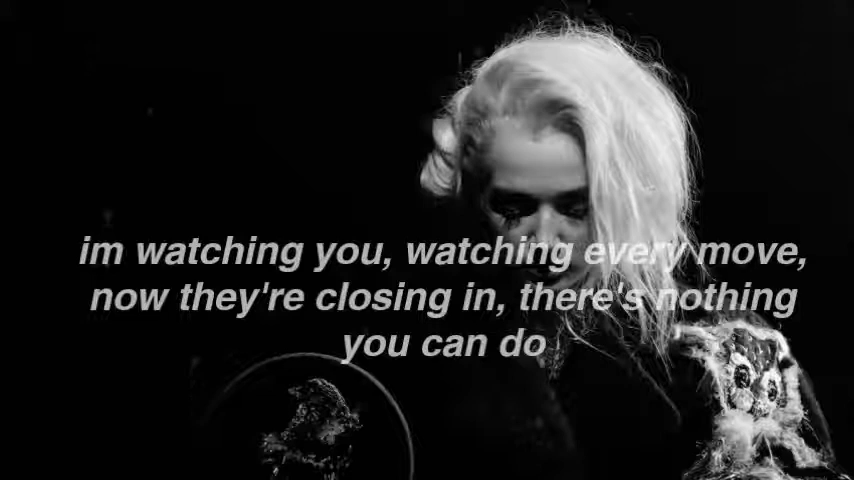 im watching you, watching every move,
now they're closing in, there's nothing
you can do